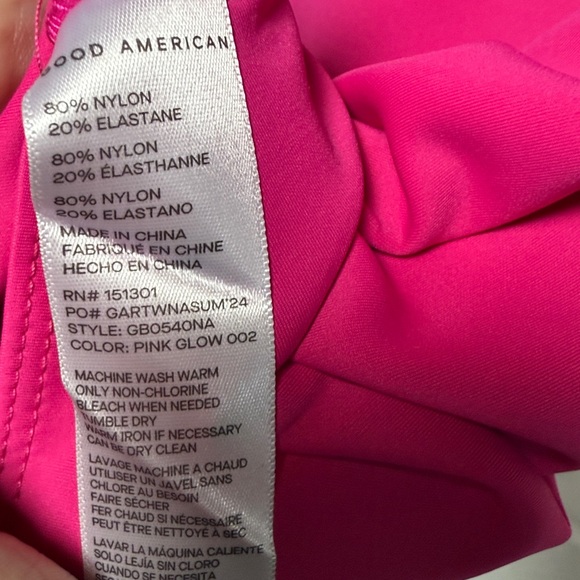 GOOD AMERICAN
80% NYLON
20% ELASTANE
80% NYLON
20% ÉLASTHANNE
80% NYLON
20% ELASTANO
MADE IN CHINA
FABRIQUÉ EN CHINE
HECHO EN CHINA
RN# 151301
PO# GARTWNASUM'24
STYLE: GB0540NA
COLOR: PINK GLOW 002
MACHINE WASH WARM
ONLY NON-CHLORINE
BLEACH WHEN NEEDED
TUMBLE DRY
WARM IRON IF NECESSARY
CAN BE DRY CLEAN
LAVAGE MACHINE A CHAUD
UTILISER UN JAVEL SANS
CHLORE AU BESOIN
FAIRE SÉCHER
FER CHAUD SI NÉCESSAIRE
PEUT ÊTRE NETTOYÉ A SEC
LAVAR LA MÁQUINA CALIENTE
SOLO LEJÍA SIN CLORO
CUANDO SE NECESITA